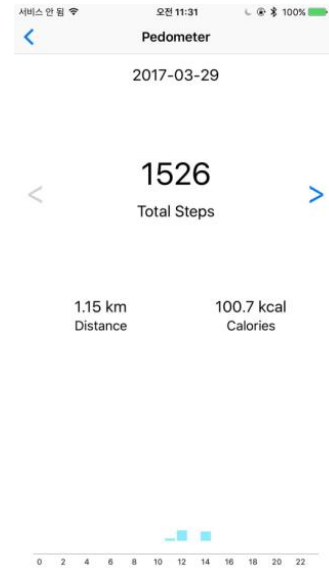 서비스 안 됨 오전 11:31 100%
< Pedometer
2017-03-29
1526
< >
Total Steps
1.15 km 100.7 kcal
Distance Calories
0 2 4 6 8 10 12 14 16 18 20 22